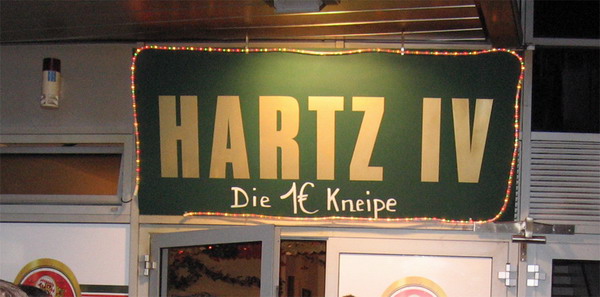 HARTZ IV
Die 1€ Kneipe